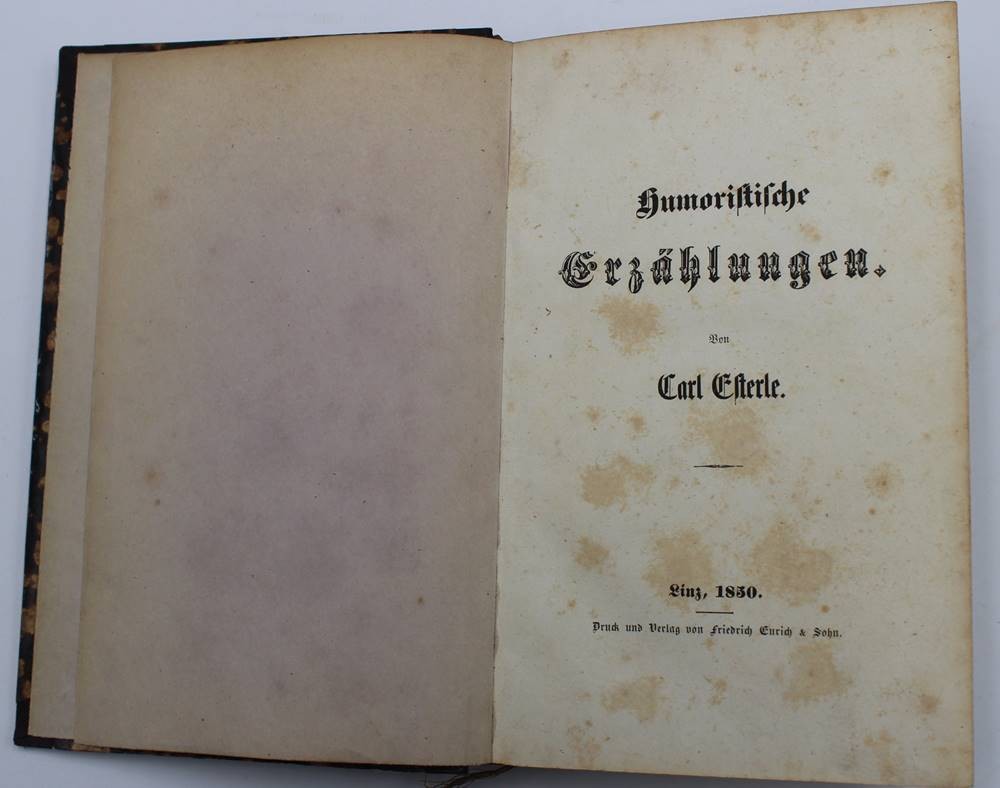 Humoriſtiſche
Erzählungen.
Von
Carl Eſterle.
Linz, 1850.
Druck und Verlag von Friedrich Eurich & Sohn.